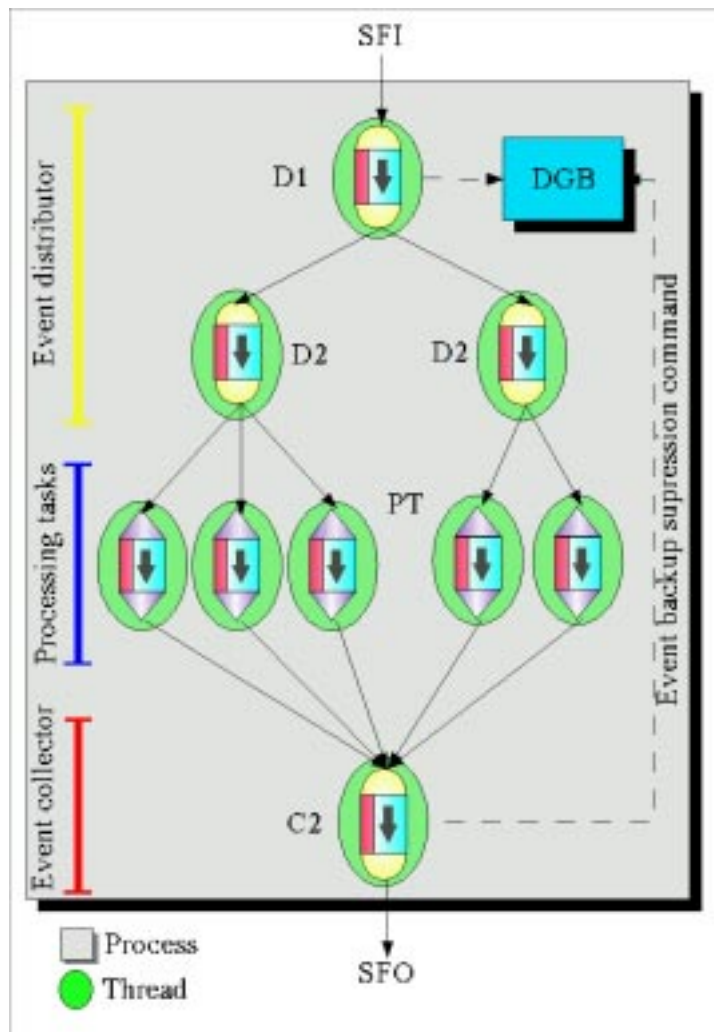 SFI
D1
DGB
Event distributor
D2
D2
Event backup supression command
PT
Processing tasks
Event collector
C2
Process
SFO
Thread